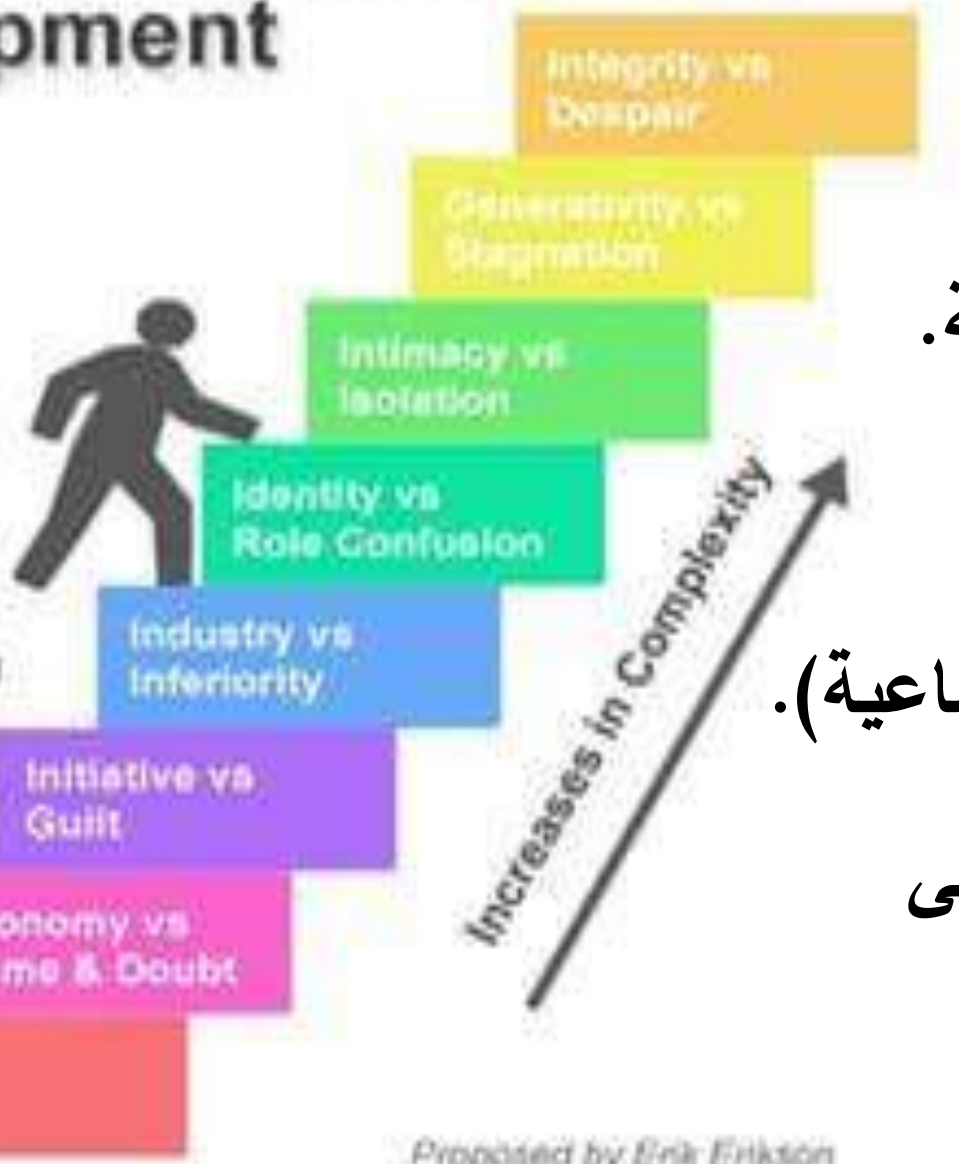 pment
Integrity vs
Despair
Generativity vs
Stagnation
ة.
Intimacy vs
Isolation
Identity vs
Role Confusion
Increases in Complexity
Industry vs
Inferiority
اعية).
Initiative vs
Guilt
ى
onomy vs
me & Doubt
Proposed by Erik Erikson